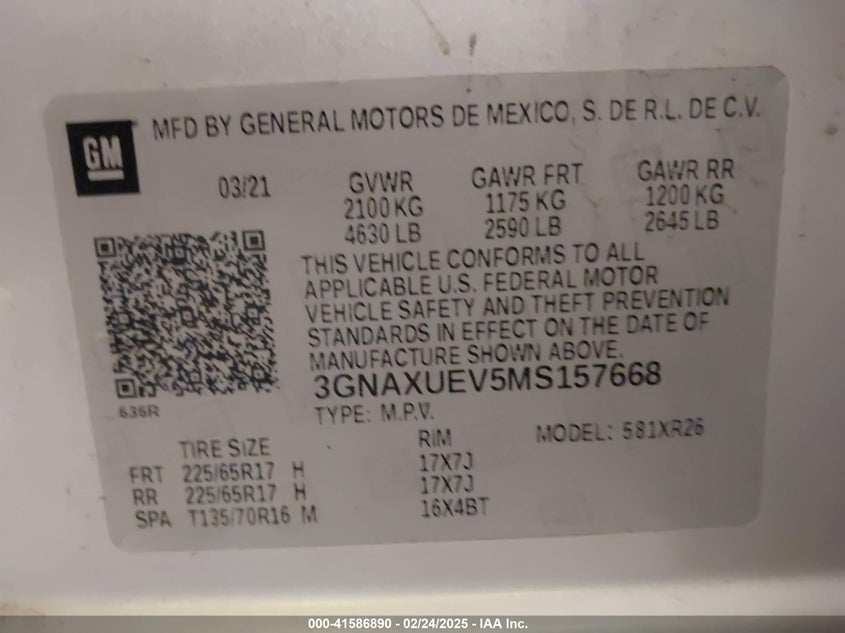 GM
MFD BY GENERAL MOTORS DE MEXICO, S. DE R.L. DE C.V.
03/21 GVWR GAWR FRT GAWR RR
2100 KG 1175 KG 1200 KG
4630 LB 2590 LB 2645 LB
THIS VEHICLE CONFORMS TO ALL
APPLICABLE U.S. FEDERAL MOTOR
VEHICLE SAFETY AND THEFT PREVENTION
STANDARDS IN EFFECT ON THE DATE OF
MANUFACTURE SHOWN ABOVE.
3GNAXUEV5MS157668
636R
TYPE: M.P.V.
MODEL: 581XR26
TIRE SIZE RIM
FRT 225/65R17 H 17X7J
RR 225/65R17 H 17X7J
SPA T135/70R16 M 16X4BT
000-41586890 - 02/24/2025 - IAA Inc.